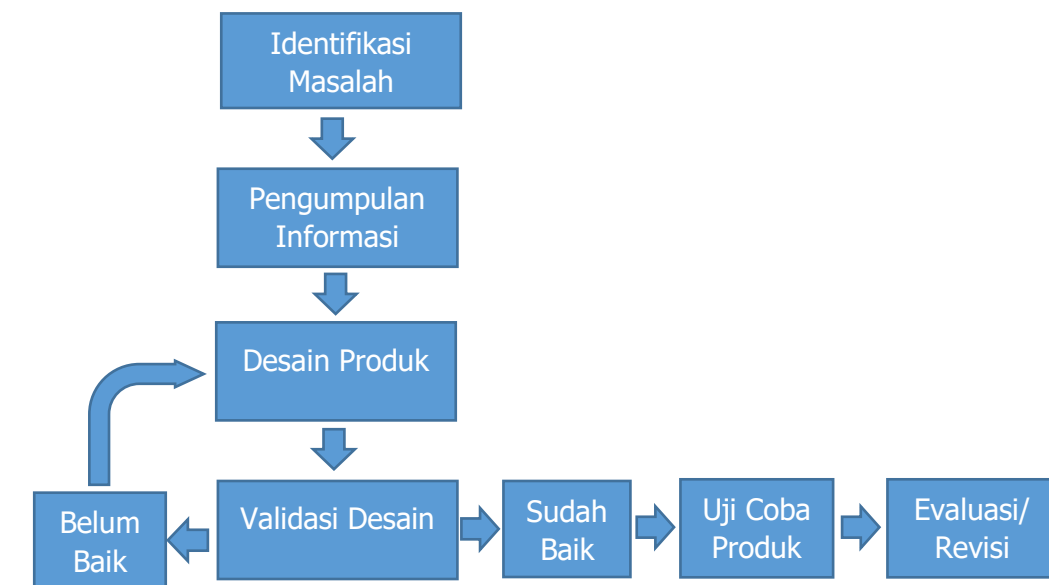 Identifikasi
Masalah
Pengumpulan
Informasi
Desain Produk
Belum
Baik
Validasi Desain
Sudah
Baik
Uji Coba
Produk
Evaluasi/
Revisi